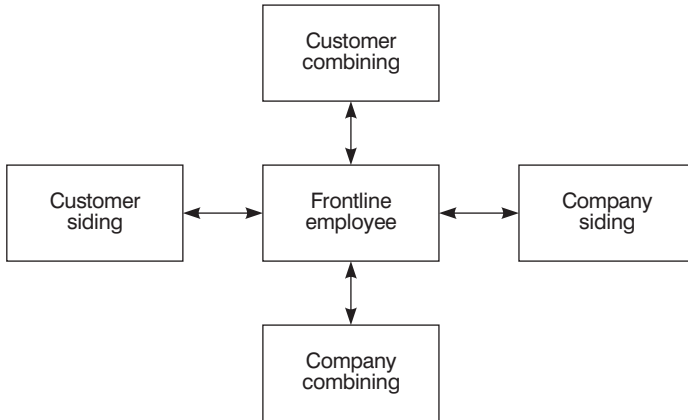 Customer
combining
Customer
siding
Frontline
employee
Company
siding
Company
combining